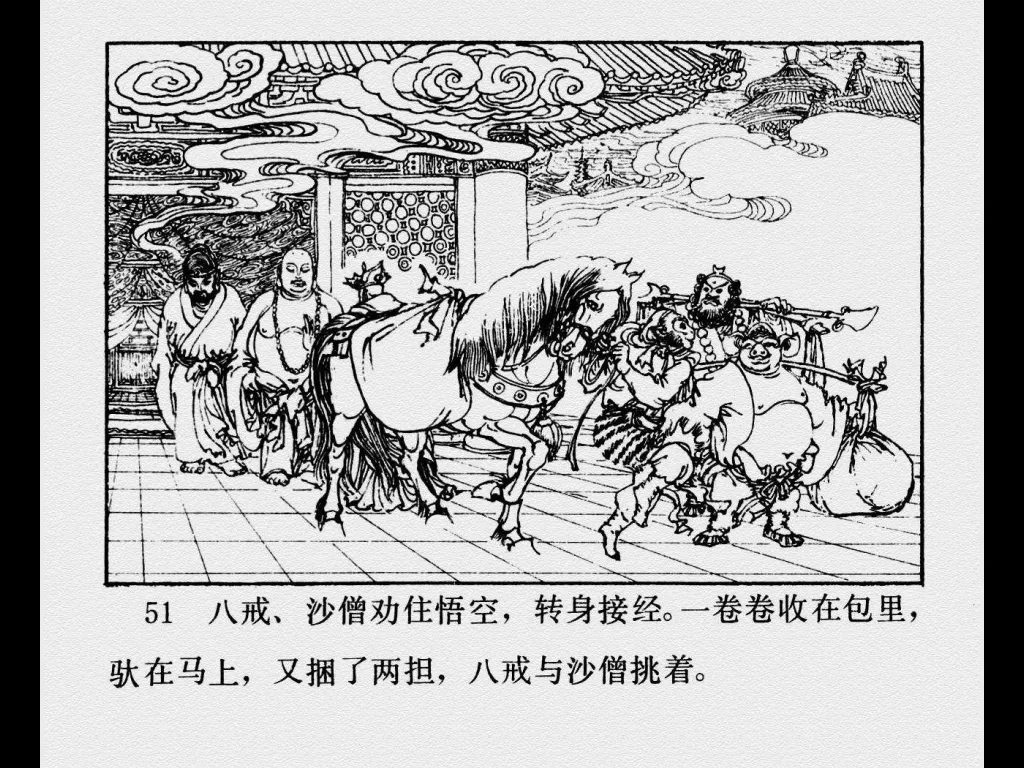 51 八戒、沙僧劝住悟空，转身接经。一卷卷收在包里，
驮在马上，又捆了两担，八戒与沙僧挑着。